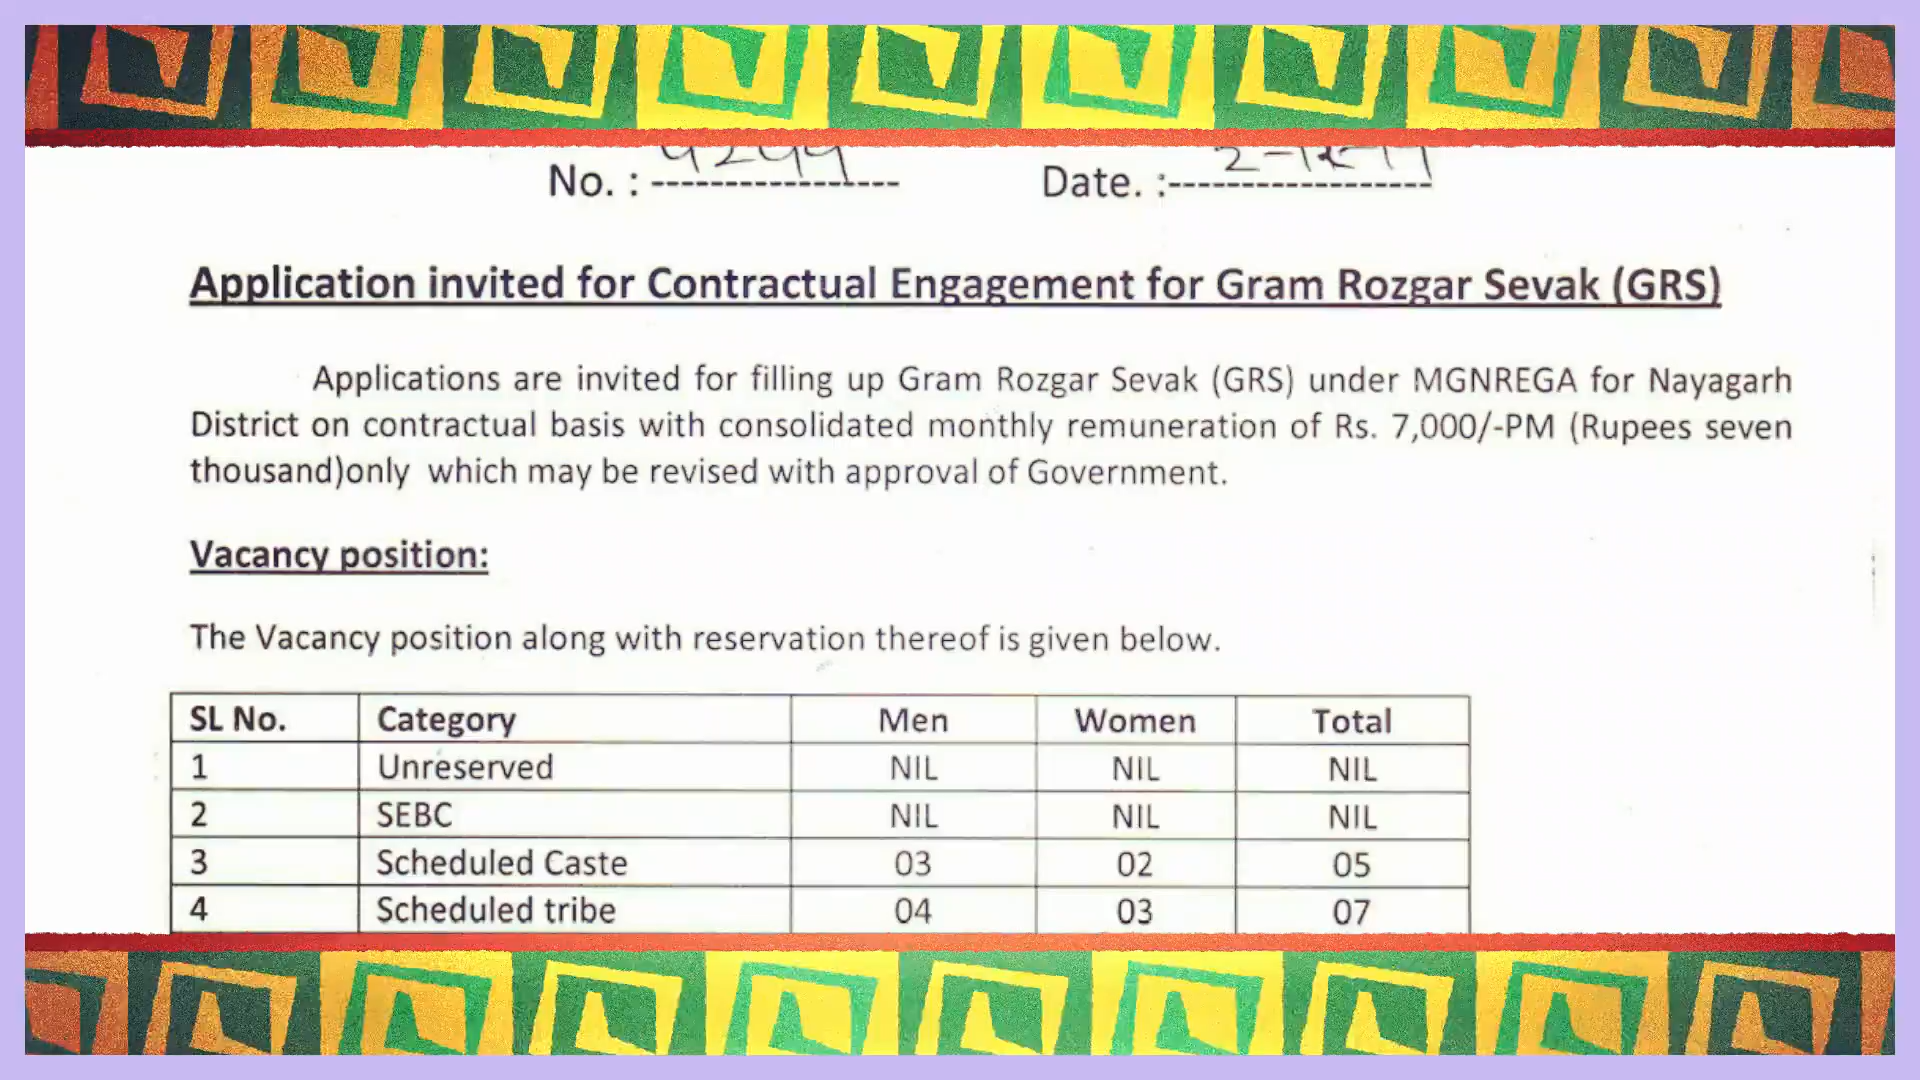 No. : ------------------
Date. :------------------
Application invited for Contractual Engagement for Gram Rozgar Sevak (GRS)
Applications are invited for filling up Gram Rozgar Sevak (GRS) under MGNREGA for Nayagarh
District on contractual basis with consolidated monthly remuneration of Rs. 7,000/-PM (Rupees seven
thousand)only which may be revised with approval of Government.
Vacancy position:
The Vacancy position along with reservation thereof is given below.
SL No. Category Men Women Total
1 Unreserved NIL NIL NIL
2 SEBC NIL NIL NIL
3 Scheduled Caste 03 02 05
4 Scheduled tribe 04 03 07